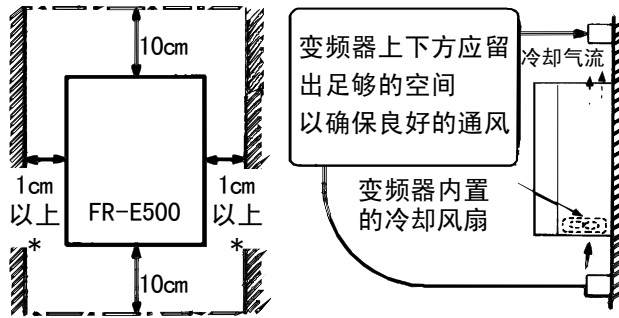 10cm
1cm
以上
*
FR-E500
1cm
以上
*
10cm
变频器上下方应留
出足够的空间
以确保良好的通风
冷却气流
变频器内置
的冷却风扇